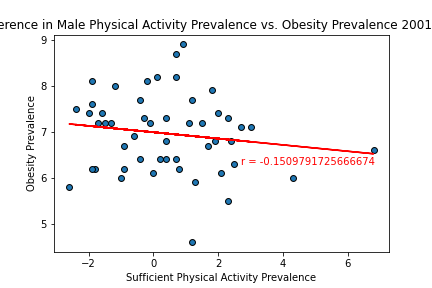 erence in Male Physical Activity Prevalence vs. Obesity Prevalence 2001
9
8
7
6
5
Obesity Prevalence
r = -0.1509791725666674
−2
0
2
4
6
Sufficient Physical Activity Prevalence